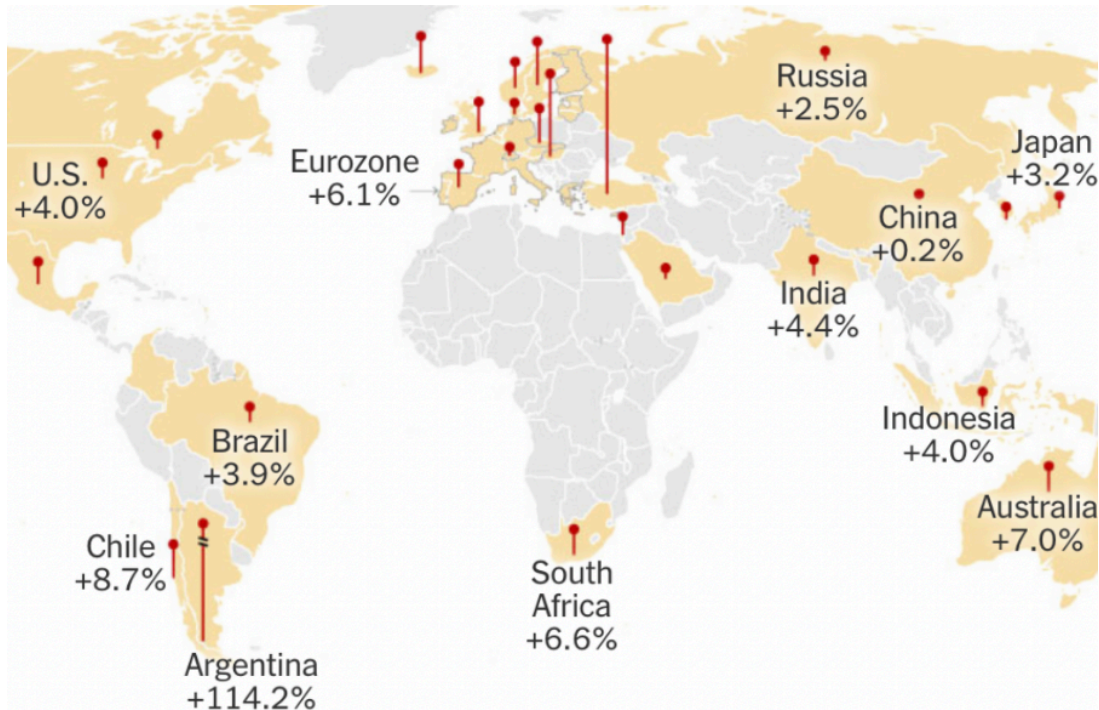 Russia
+2.5%
Japan
+3.2%
Eurozone
+6.1%
U.S.
+4.0%
China
+0.2%
India
+4.4%
Indonesia
+4.0%
Brazil
+3.9%
Australia
+7.0%
Chile
+8.7%
South
Africa
+6.6%
Argentina
+114.2%